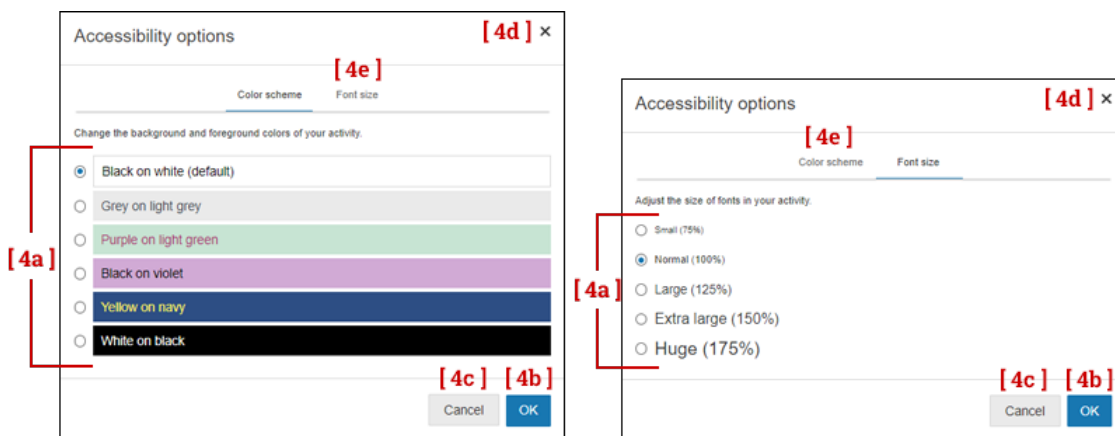 Accessibility options
[ 4d ] ×
[ 4e ]
Color scheme Font size
Change the background and foreground colors of your activity.
[ 4a ]
Black on white (default)
Grey on light grey
Purple on light green
Black on violet
Yellow on navy
White on black
[ 4c ] [ 4b ]
Cancel OK
Accessibility options
[ 4d ] ×
[ 4e ]
Color scheme Font size
Adjust the size of fonts in your activity.
[ 4a ]
Small (75%)
Normal (100%)
Large (125%)
Extra large (150%)
Huge (175%)
[ 4c ] [ 4b ]
Cancel OK